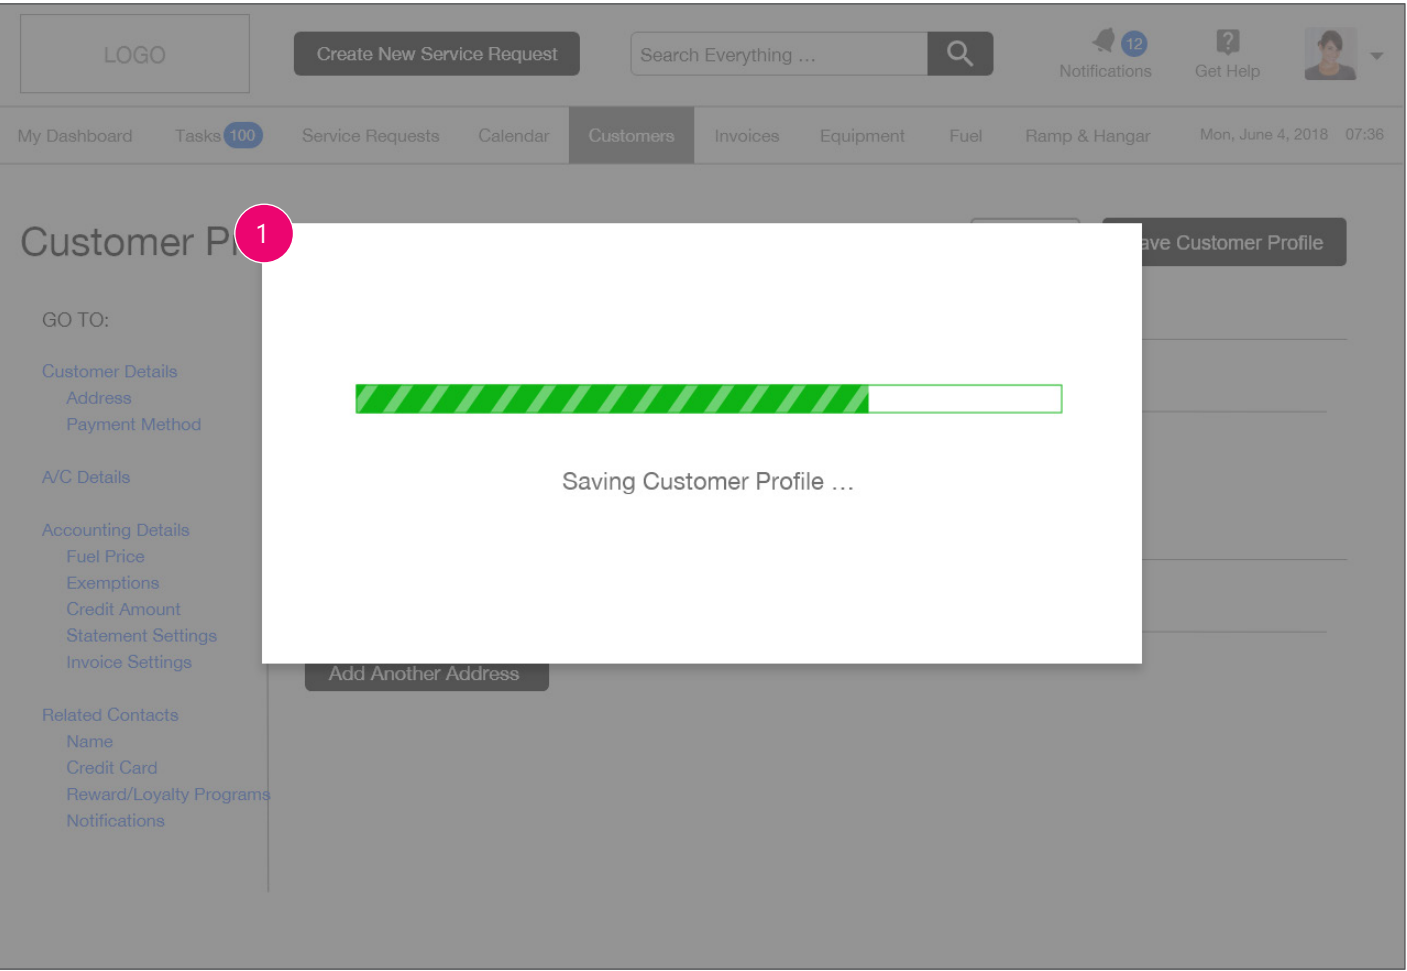 LOGO
Create New Service Request
Search Everything ...
12
Notifications
?
Get Help
My Dashboard
Tasks 100
Service Requests
Calendar
Customers
Invoices
Equipment
Fuel
Ramp & Hangar
Mon, June 4, 2018 07:36
Customer
1
Customer Profile
GO TO:
Customer Details
Address
Payment Method
A/C Details
Accounting Details
Fuel Price
Exemptions
Credit Amount
Statement Settings
Invoice Settings
Related Contacts
Name
Credit Card
Reward/Loyalty Programs
Notifications
Saving Customer Profile ...
Add Another Address